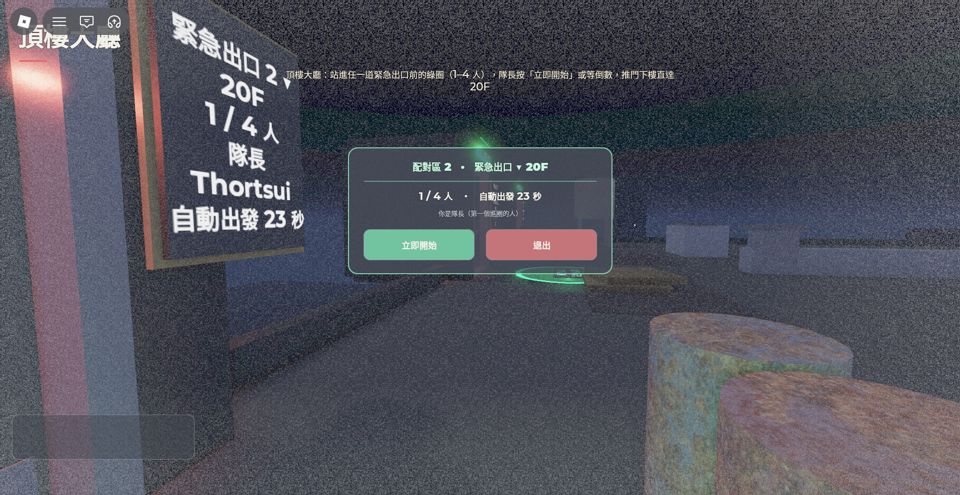 頂樓大廳
緊急出口 2 ▼
20F
1 / 4 人
隊長
Thortsui
自動出發 23 秒
頂樓大廳：站進任一道緊急出口前的綠圈（1–4 人），隊長按「立即開始」或等倒數，推門下樓直達
20F
配對區 2 • 緊急出口 ▼ 20F
1 / 4 人 · 自動出發 23 秒
你是隊長（第一個進圈的人）
立即開始
退出